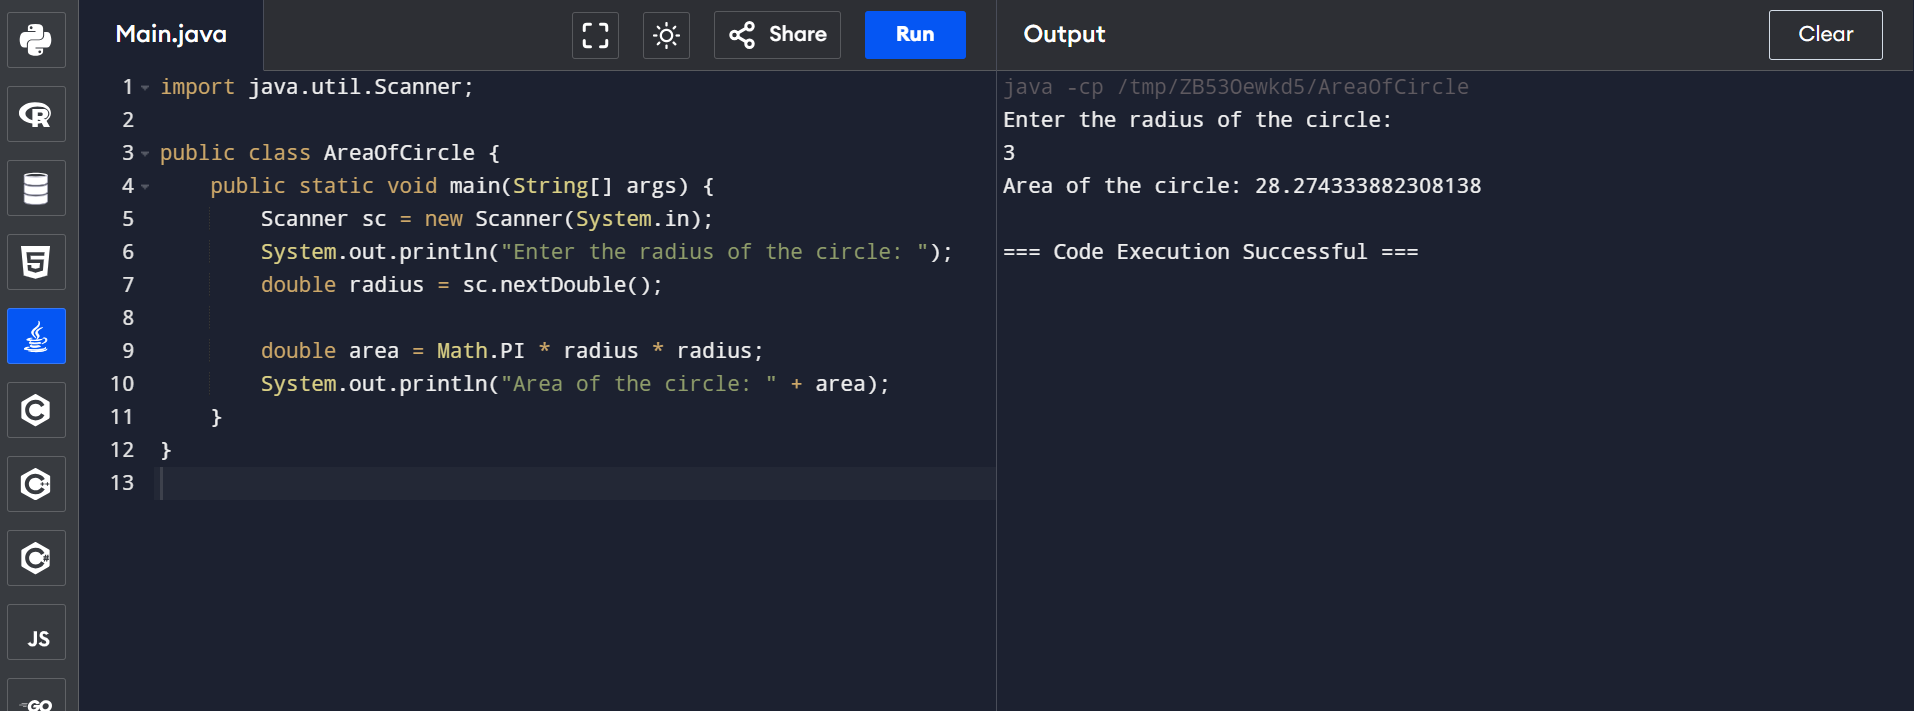 Main.java
Share
Run
Output
Clear
1 import java.util.Scanner;
2
3 public class AreaOfCircle {
4 public static void main(String[] args) {
5 Scanner sc = new Scanner(System.in);
6 System.out.println("Enter the radius of the circle: ");
7 double radius = sc.nextDouble();
8
9 double area = Math.PI * radius * radius;
10 System.out.println("Area of the circle: " + area);
11 }
12 }
13
java -cp /tmp/ZB53Oewkd5/AreaOfCircle
Enter the radius of the circle:
3
Area of the circle: 28.274333882308138
=== Code Execution Successful ===
R
5
C
C++
C#
JS
GO